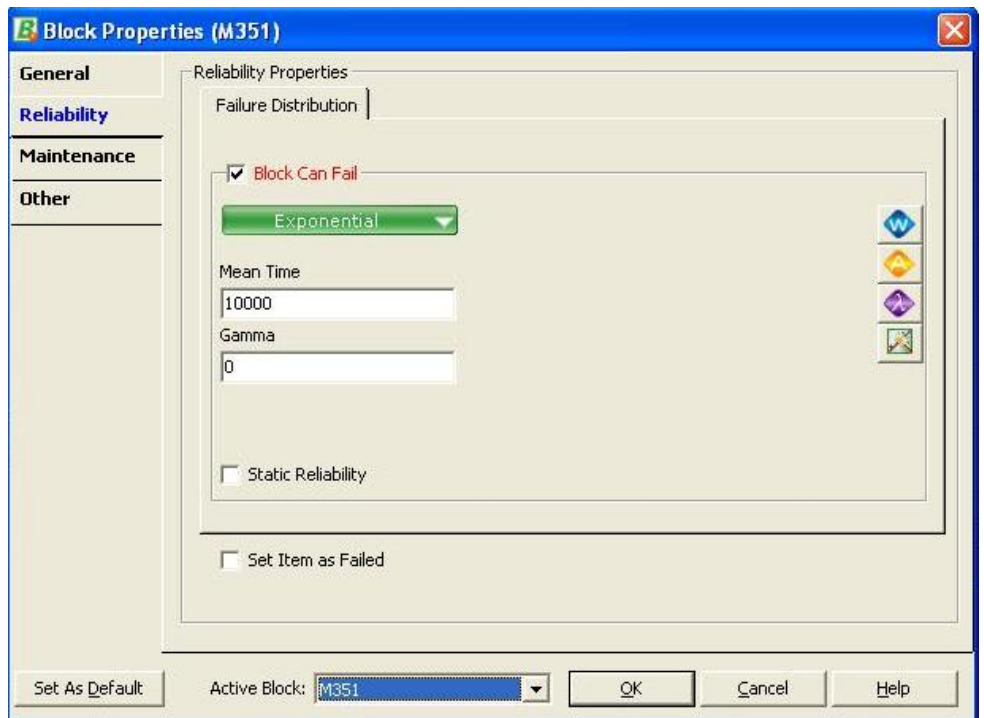 Block Properties (M351)
General
Reliability
Maintenance
Other
Reliability Properties
Failure Distribution
Block Can Fail
Exponential
Mean Time
10000
Gamma
0
Static Reliability
Set Item as Failed
Set As Default
Active Block: M351
OK
Cancel
Help